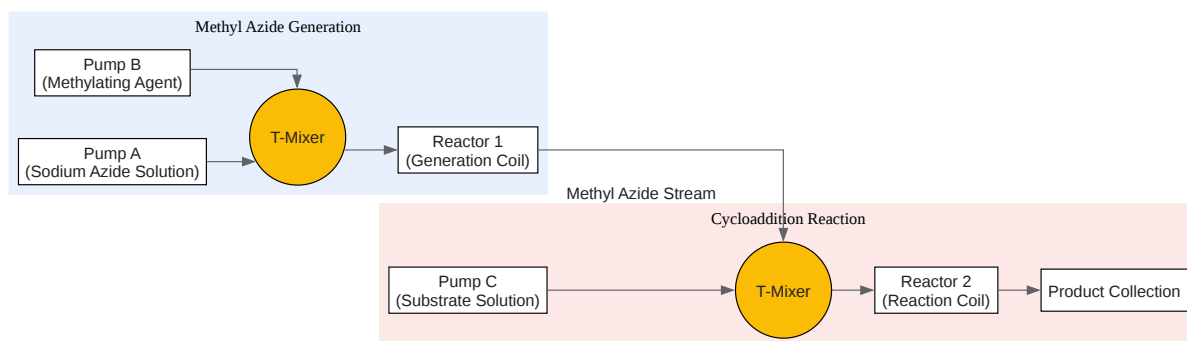 Methyl Azide Generation
Pump B
(Methylating Agent)
T-Mixer
Pump A
(Sodium Azide Solution)
Reactor 1
(Generation Coil)
Methyl Azide Stream
Cycloaddition Reaction
Pump C
(Substrate Solution)
T-Mixer
Reactor 2
(Reaction Coil)
Product Collection